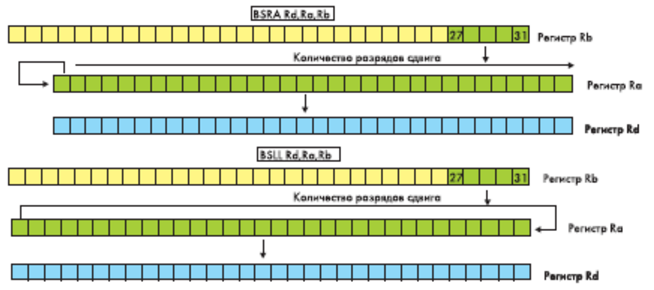 BSRA Rd,Ra,Rb
27 31 Регистр Rb
Количество разрядов сдвига
Регистр Ra
Регистр Rd
BSLL Rd,Ra,Rb
27 31 Регистр Rb
Количество разрядов сдвига
Регистр Ra
Регистр Rd